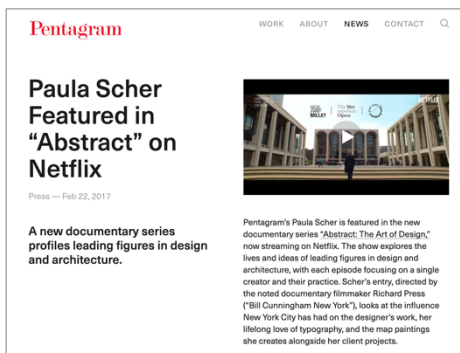 Pentagram
WORK ABOUT NEWS CONTACT
Paula Scher
Featured in
“Abstract” on
Netflix
Press — Feb 22, 2017
A new documentary series
profiles leading figures in design
and architecture.
NETFLIX
BALLET
The Met
Opera
Pentagram’s Paula Scher is featured in the new
documentary series “Abstract: The Art of Design,”
now streaming on Netflix. The show explores the
lives and ideas of leading figures in design and
architecture, with each episode focusing on a single
creator and their practice. Scher’s entry, directed by
the noted documentary filmmaker Richard Press
(“Bill Cunningham New York”), looks at the influence
New York City has had on the designer’s work, her
lifelong love of typography, and the map paintings
she creates alongside her client projects.